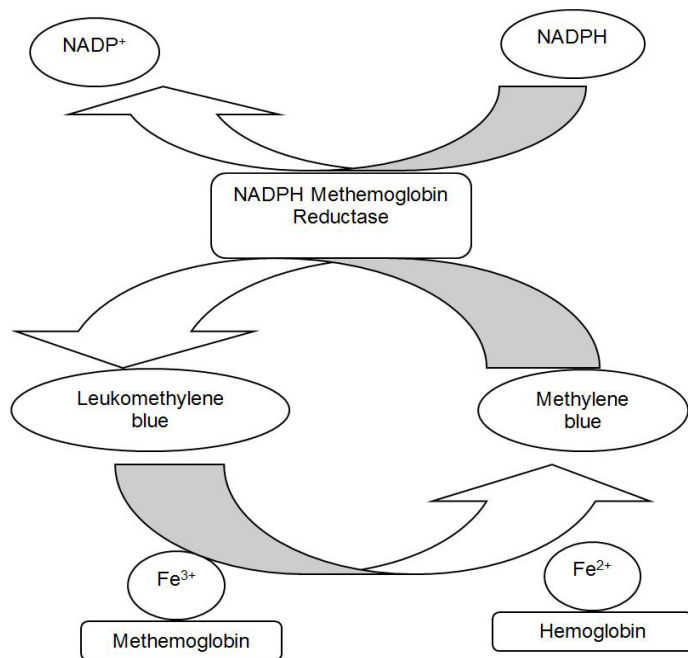 NADP⁺
NADPH
NADPH Methemoglobin
Reductase
Leukomethylene
blue
Methylene
blue
Fe³⁺
Fe²⁺
Methemoglobin
Hemoglobin